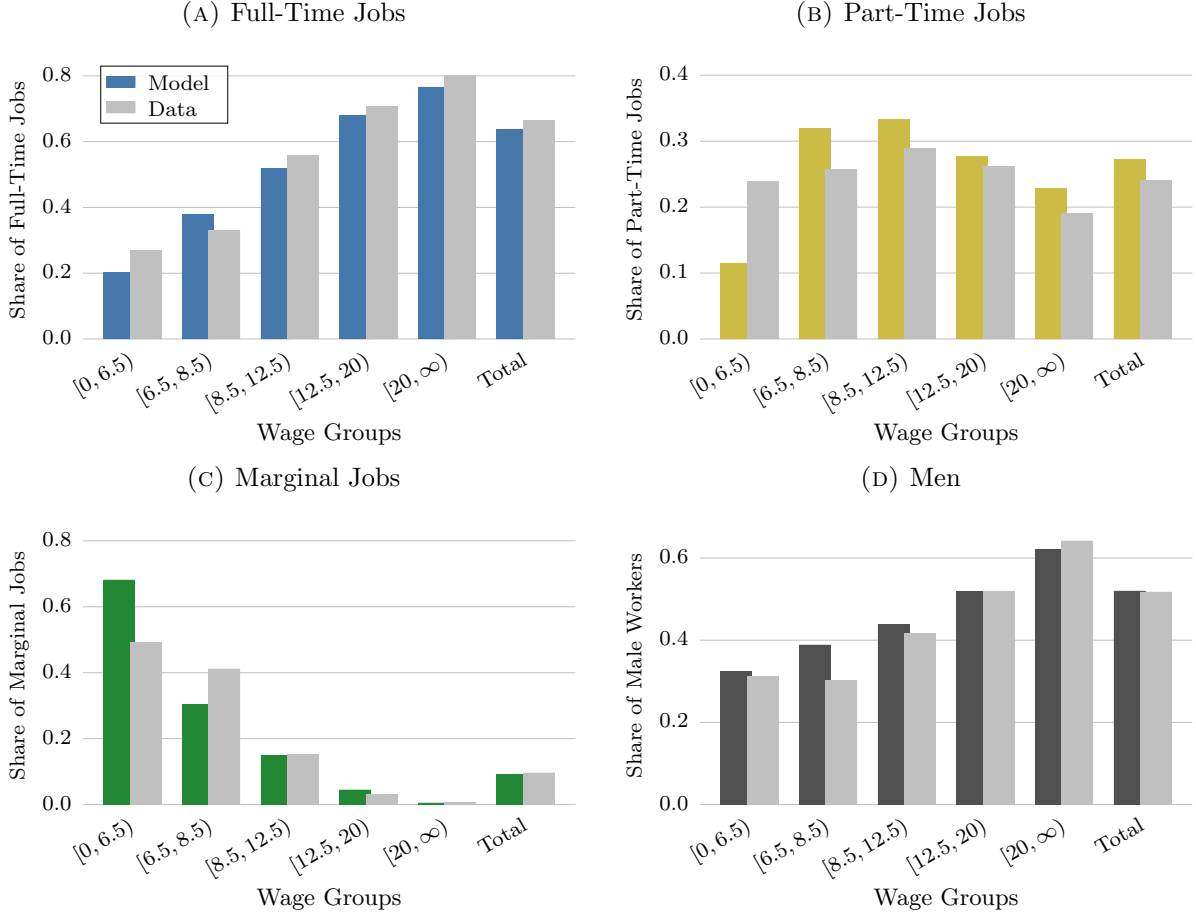 (A) Full-Time Jobs
Share of Full-Time Jobs
0.8
0.6
0.4
0.2
0.0
Model
Data
[0, 6.5)
[6.5, 8.5)
[8.5, 12.5)
[12.5, 20)
[20, ∞)
Total
Wage Groups
(B) Part-Time Jobs
Share of Part-Time Jobs
0.4
0.3
0.2
0.1
0.0
[0, 6.5)
[6.5, 8.5)
[8.5, 12.5)
[12.5, 20)
[20, ∞)
Total
Wage Groups
(C) Marginal Jobs
Share of Marginal Jobs
0.8
0.6
0.4
0.2
0.0
[0, 6.5)
[6.5, 8.5)
[8.5, 12.5)
[12.5, 20)
[20, ∞)
Total
Wage Groups
(D) Men
Share of Male Workers
0.6
0.4
0.2
0.0
[0, 6.5)
[6.5, 8.5)
[8.5, 12.5)
[12.5, 20)
[20, ∞)
Total
Wage Groups